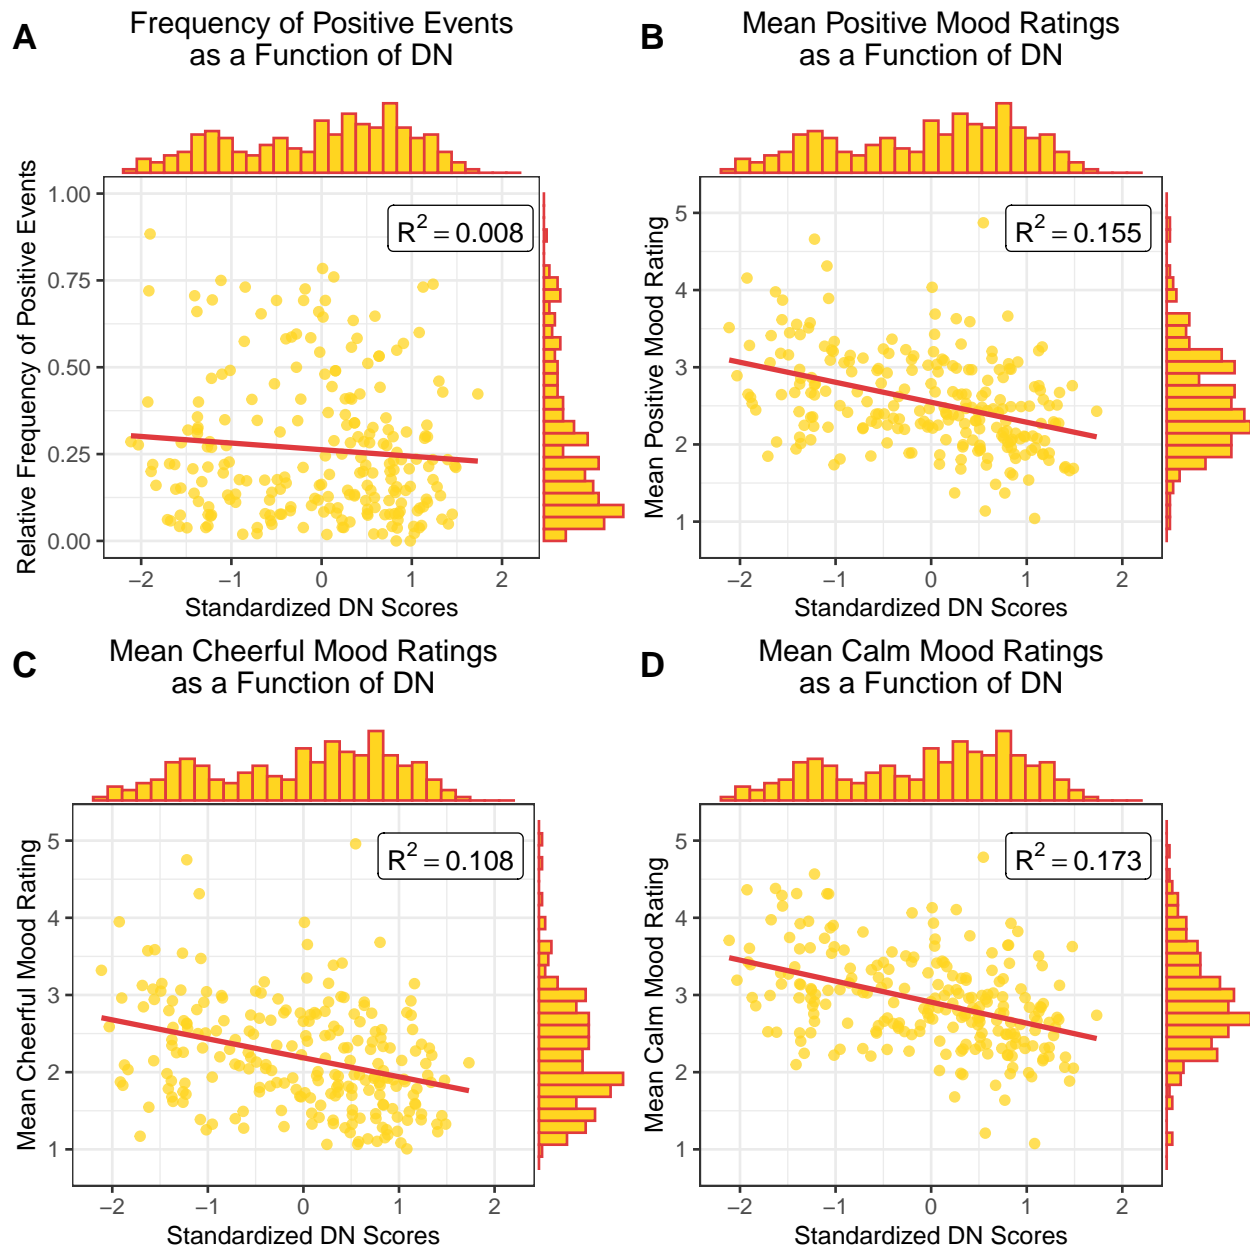 A
Frequency of Positive Events
as a Function of DN
Relative Frequency of Positive Events
1.00
0.75
0.50
0.25
0.00
R² = 0.008
−2 −1 0 1 2
Standardized DN Scores
B
Mean Positive Mood Ratings
as a Function of DN
Mean Positive Mood Rating
5
4
3
2
1
R² = 0.155
−2 −1 0 1 2
Standardized DN Scores
C
Mean Cheerful Mood Ratings
as a Function of DN
Mean Cheerful Mood Rating
5
4
3
2
1
R² = 0.108
−2 −1 0 1 2
Standardized DN Scores
D
Mean Calm Mood Ratings
as a Function of DN
Mean Calm Mood Rating
5
4
3
2
1
R² = 0.173
−2 −1 0 1 2
Standardized DN Scores